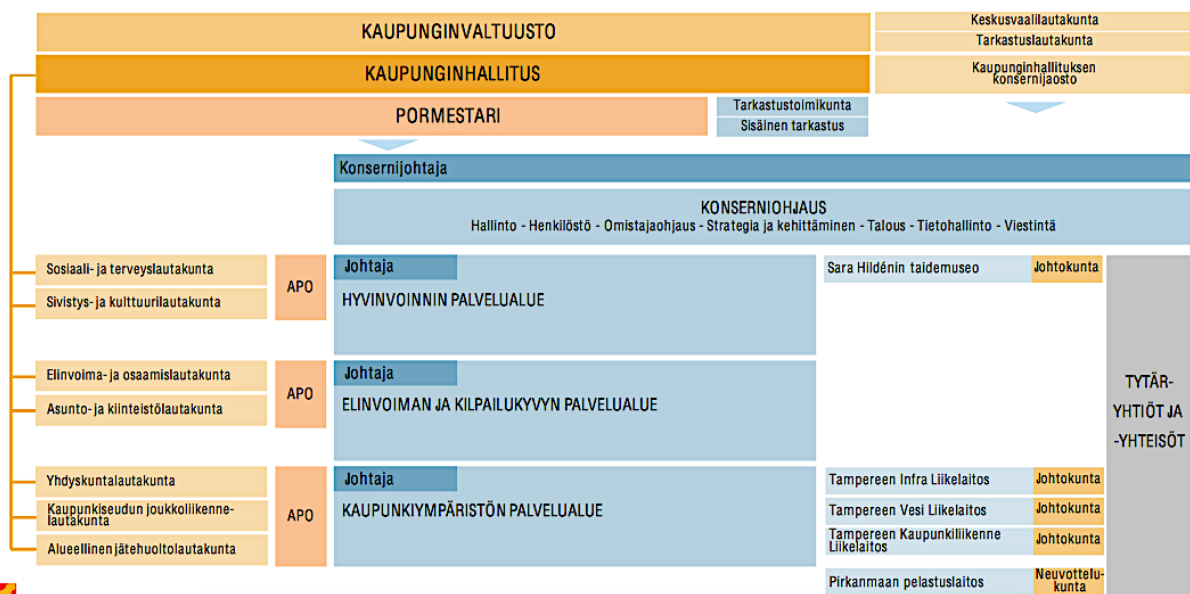 KAUPUNGINVALTUUSTO
Keskusvaalilautakunta
Tarkastuslautakunta
KAUPUNGINHALLITUS
Kaupunginhallituksen
konsernijaosto
PORMESTARI
Tarkastustoimikunta
Sisäinen tarkastus
Konsernijohtaja
KONSERNIOHJAUS
Hallinto - Henkilöstö - Omistajaohjaus - Strategia ja kehittäminen - Talous - Tietohallinto - Viestintä
Sosiaali- ja terveyslautakunta
Sivistys- ja kulttuurilautakunta
APO
Johtaja
HYVINVOINNIN PALVELUALUE
Sara Hildénin taidemuseo
Johtokunta
Elinvoima- ja osaamislautakunta
Asunto- ja kiinteistölautakunta
APO
Johtaja
ELINVOIMAN JA KILPAILUKYVYN PALVELUALUE
TYTÄR-
YHTIÖT JA
-YHTEISÖT
Yhdyskuntalautakunta
Kaupunkiseudun joukkoliikenne-
lautakunta
Alueellinen jätehuoltolautakunta
APO
Johtaja
KAUPUNKIYMPÄRISTÖN PALVELUALUE
Tampereen Infra Liikelaitos
Johtokunta
Tampereen Vesi Liikelaitos
Johtokunta
Tampereen Kaupunkiliikenne
Liikelaitos
Johtokunta
Pirkanmaan pelastuslaitos
Neuvottelu-
kunta